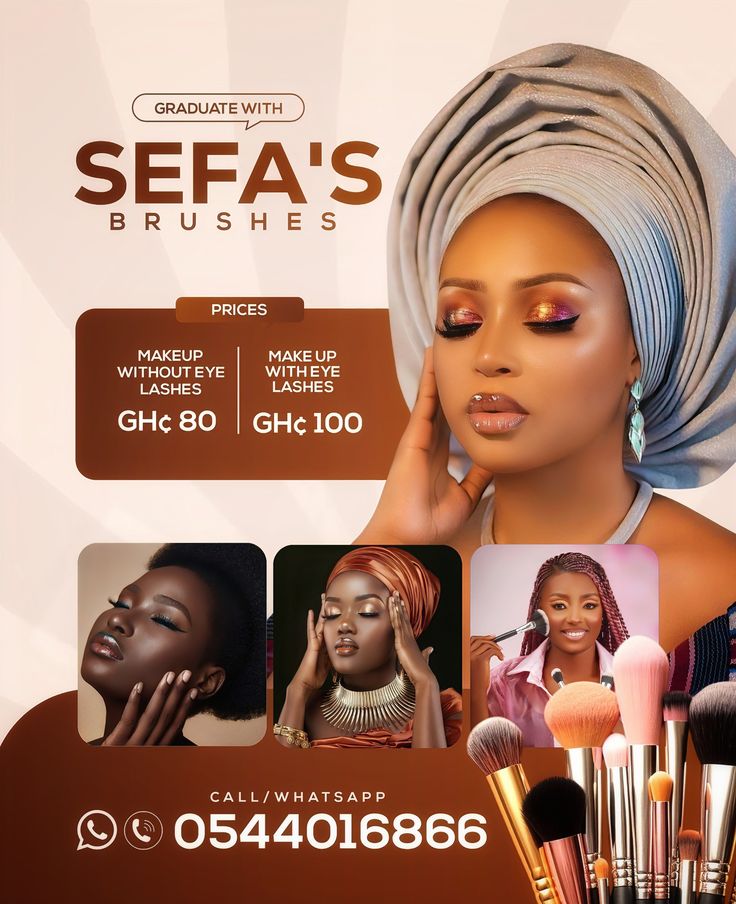 GRADUATE WITH
SEFA'S
BRUSHES
PRICES
MAKEUP
WITHOUT EYE
LASHES
GH¢ 80
MAKE UP
WITH EYE
LASHES
GH¢ 100
CALL/WHATSAPP
0544016866